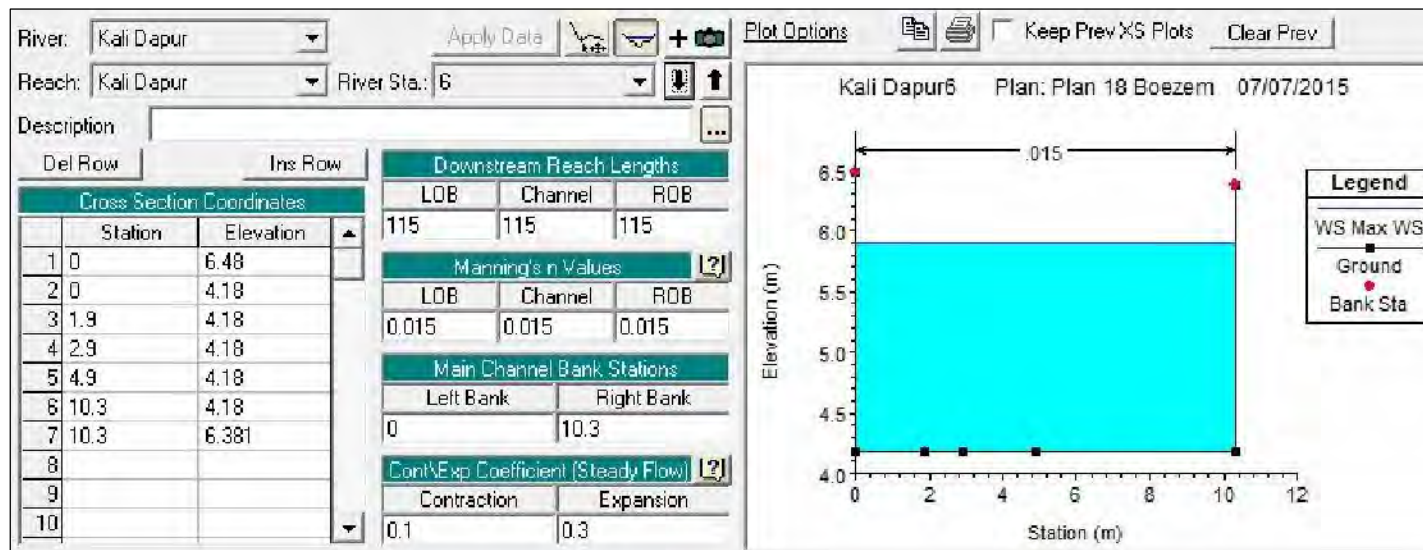 River: Kali Dapur Apply Data + Plot Options Keep Prev XS Plots Clear Prev
Reach: Kali Dapur River Sta.: 6
Description ...
Del Row Ins Row
Cross Section Coordinates
Station Elevation
1 0 6.48
2 0 4.18
3 1.9 4.18
4 2.9 4.18
5 4.9 4.18
6 10.3 4.18
7 10.3 6.381
8
9
10
Downstream Reach Lengths
LOB Channel ROB
115 115 115
Manning's n Values ?
LOB Channel ROB
0.015 0.015 0.015
Main Channel Bank Stations
Left Bank Right Bank
0 10.3
Cont\Exp Coefficient (Steady Flow) ?
Contraction Expansion
0.1 0.3
Kali Dapur6 Plan: Plan 18 Boezem 07/07/2015
.015
6.5
6.0
5.5
5.0
4.5
4.0
Elevation (m)
0 2 4 6 8 10 12
Station (m)
Legend
WS Max WS
Ground
Bank Sta